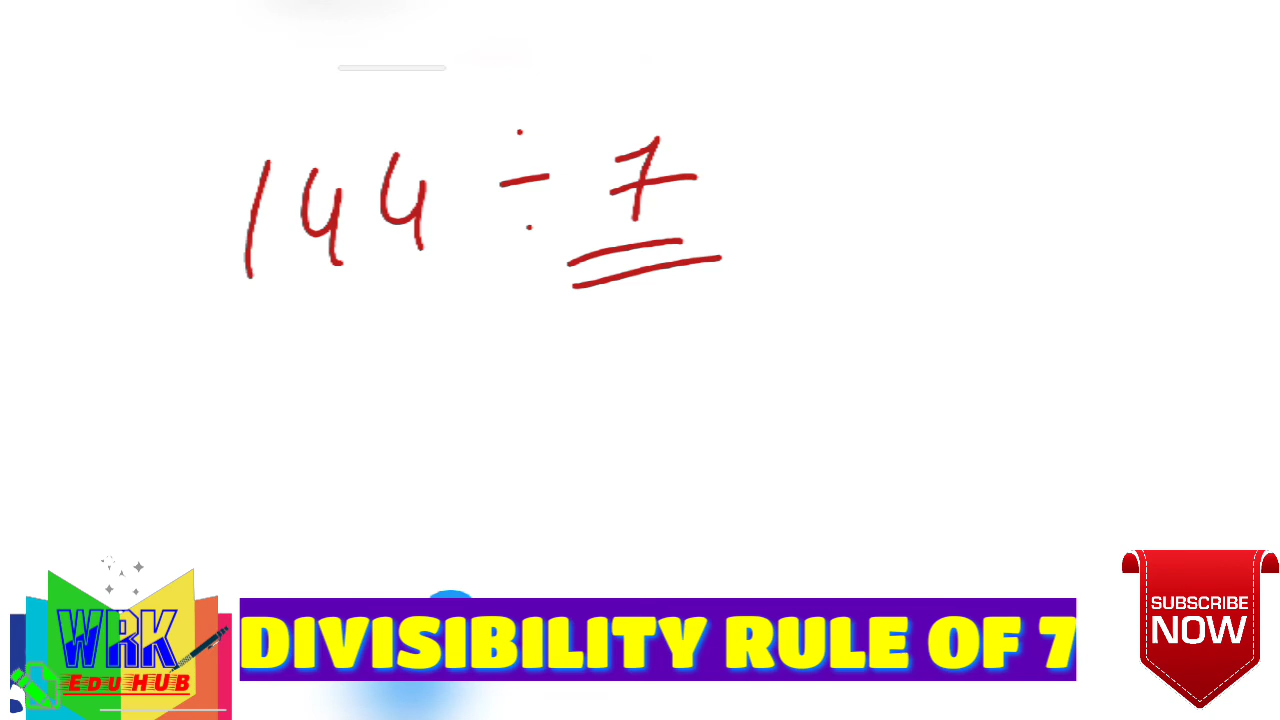 144 ÷ 7
WRK
EDU HUB
DIVISIBILITY RULE OF 7
SUBSCRIBE
NOW